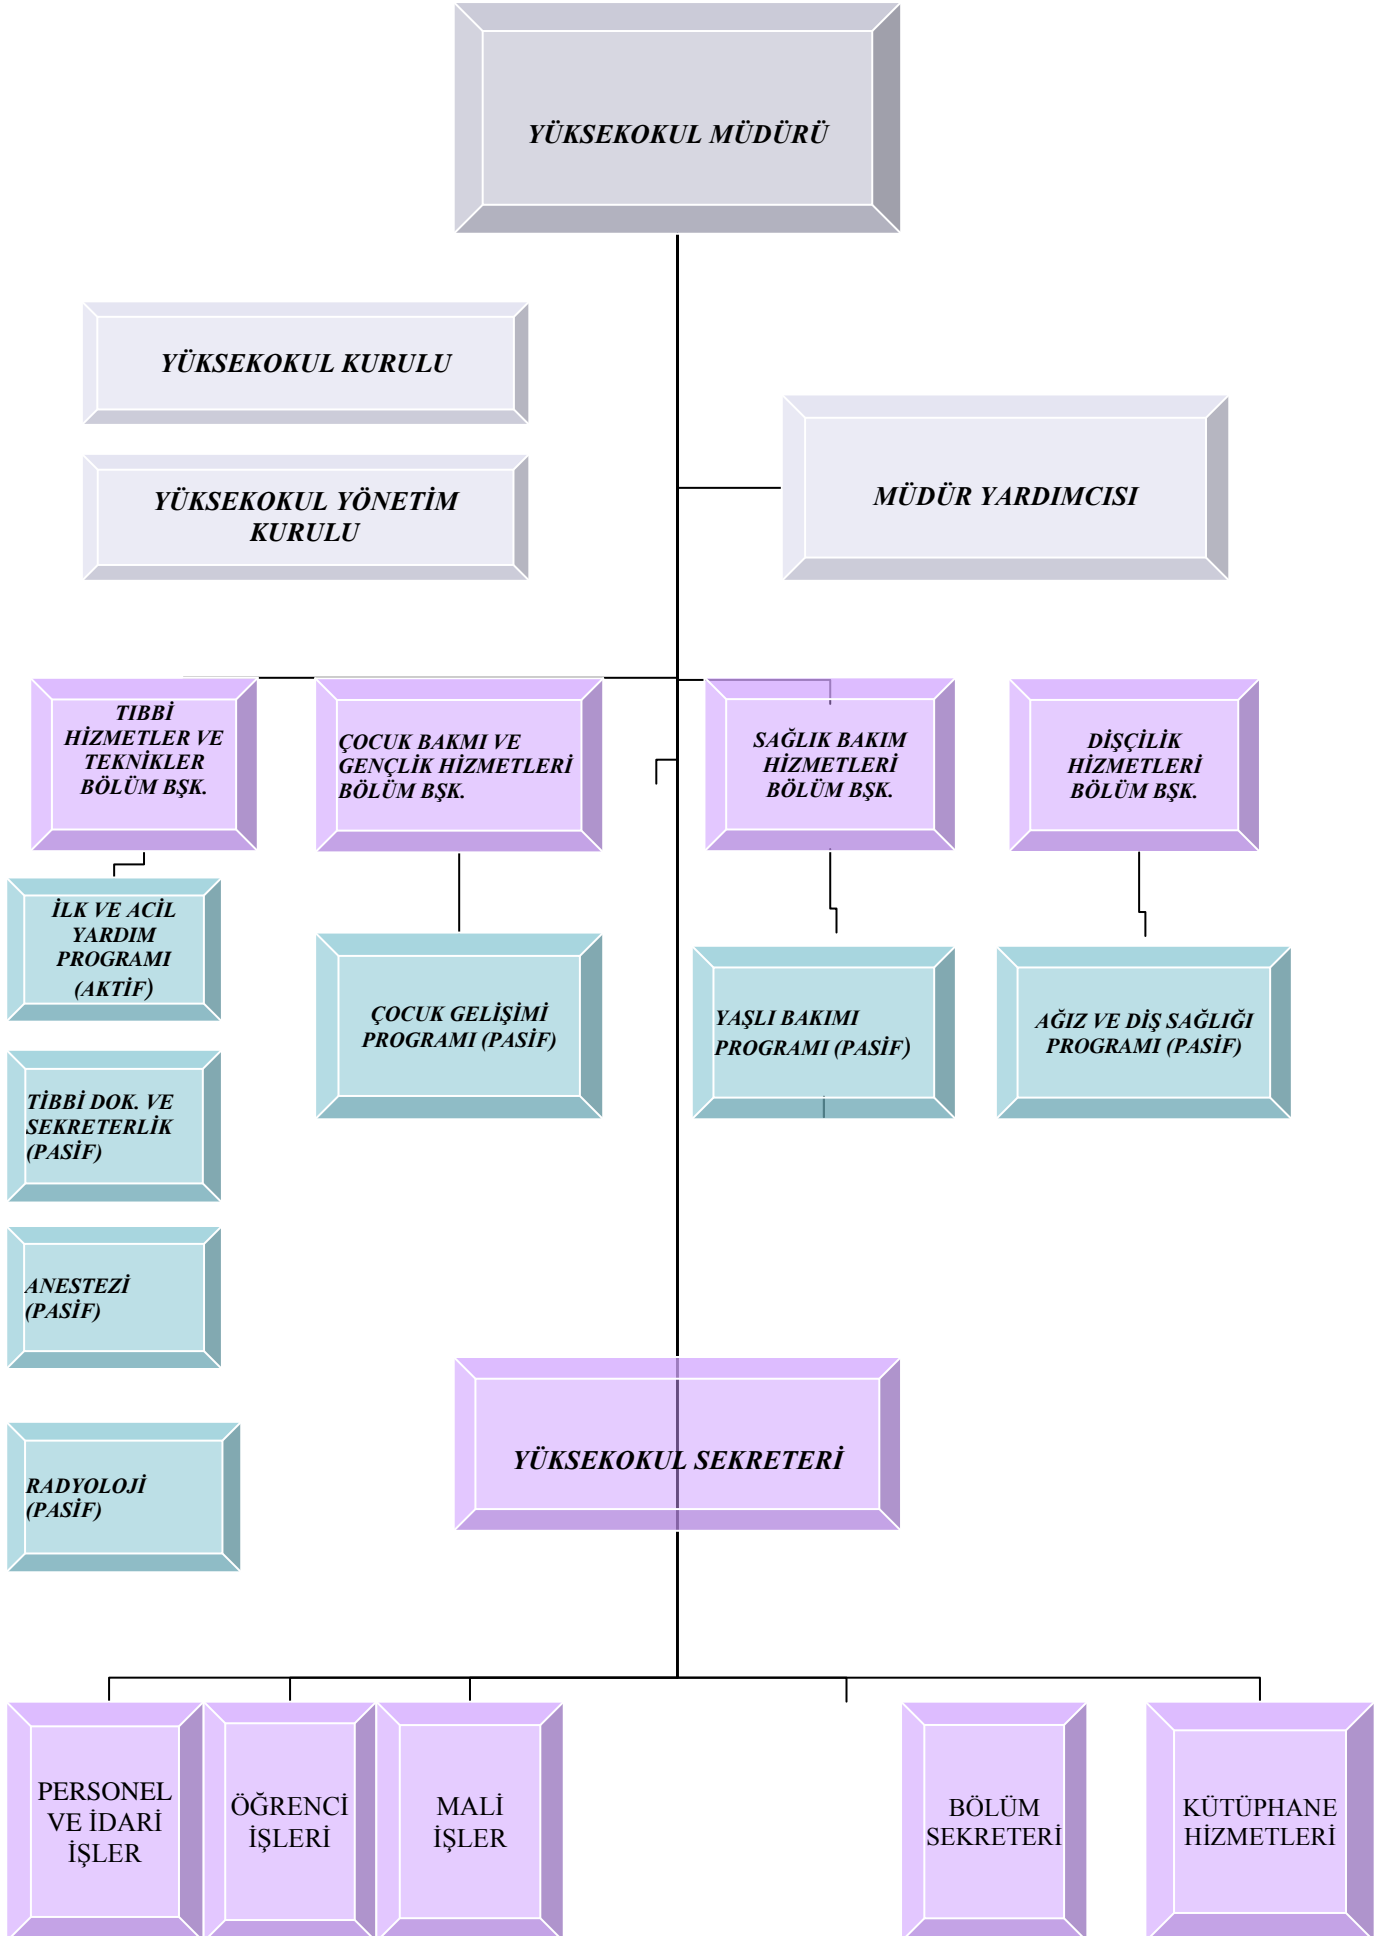 YÜKSEKOKUL MÜDÜRÜ
YÜKSEKOKUL KURULU
YÜKSEKOKUL YÖNETİM
KURULU
MÜDÜR YARDIMCISI
TIBBİ
HİZMETLER VE
TEKNİKLER
BÖLÜM BŞK.
ÇOCUK BAKMI VE
GENÇLİK HİZMETLERİ
BÖLÜM BŞK.
SAĞLIK BAKIM
HİZMETLERİ
BÖLÜM BŞK.
DİŞÇİLİK
HİZMETLERİ
BÖLÜM BŞK.
İLK VE ACİL
YARDIM
PROGRAMI
(AKTİF)
ÇOCUK GELİŞİMİ
PROGRAMI (PASİF)
YAŞLI BAKIMI
PROGRAMI (PASİF)
AĞIZ VE DİŞ SAĞLIĞI
PROGRAMI (PASİF)
TİBBİ DOK. VE
SEKRETERLİK
(PASİF)
ANESTEZİ
(PASİF)
RADYOLOJİ
(PASİF)
YÜKSEKOKUL SEKRETERİ
PERSONEL
VE İDARİ
İŞLER
ÖĞRENCİ
İŞLERİ
MALİ
İŞLER
BÖLÜM
SEKRETERİ
KÜTÜPHANE
HİZMETLERİ